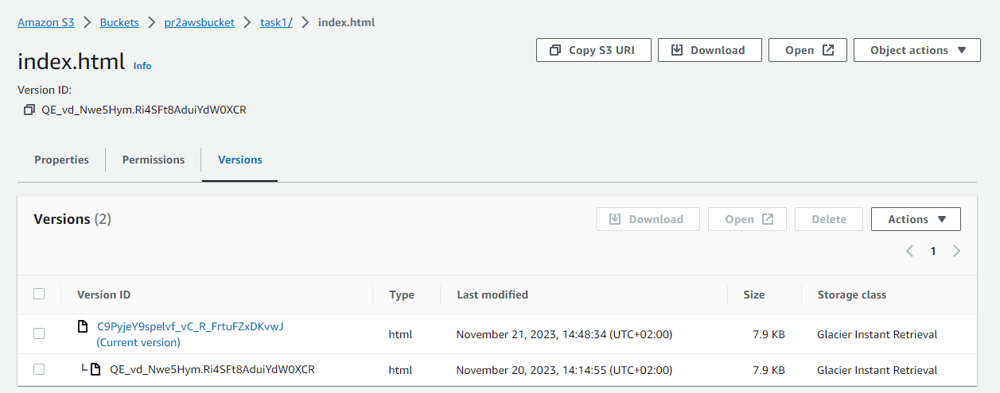 Amazon S3 > Buckets > pr2awsbucket > task1/ > index.html
Copy S3 URI Download Open Object actions
index.html Info
Version ID:
QE_vd_Nwe5Hym.Ri4SFt8AduiYdW0XCR
Properties Permissions Versions
Versions (2) Download Open Delete Actions
1
Version ID Type Last modified Size Storage class
C9PyjeY9spelvf_vC_R_FrtuFZxDKvwJ html November 21, 2023, 14:48:34 (UTC+02:00) 7.9 KB Glacier Instant Retrieval
(Current version)
QE_vd_Nwe5Hym.Ri4SFt8AduiYdW0XCR html November 20, 2023, 14:14:55 (UTC+02:00) 7.9 KB Glacier Instant Retrieval